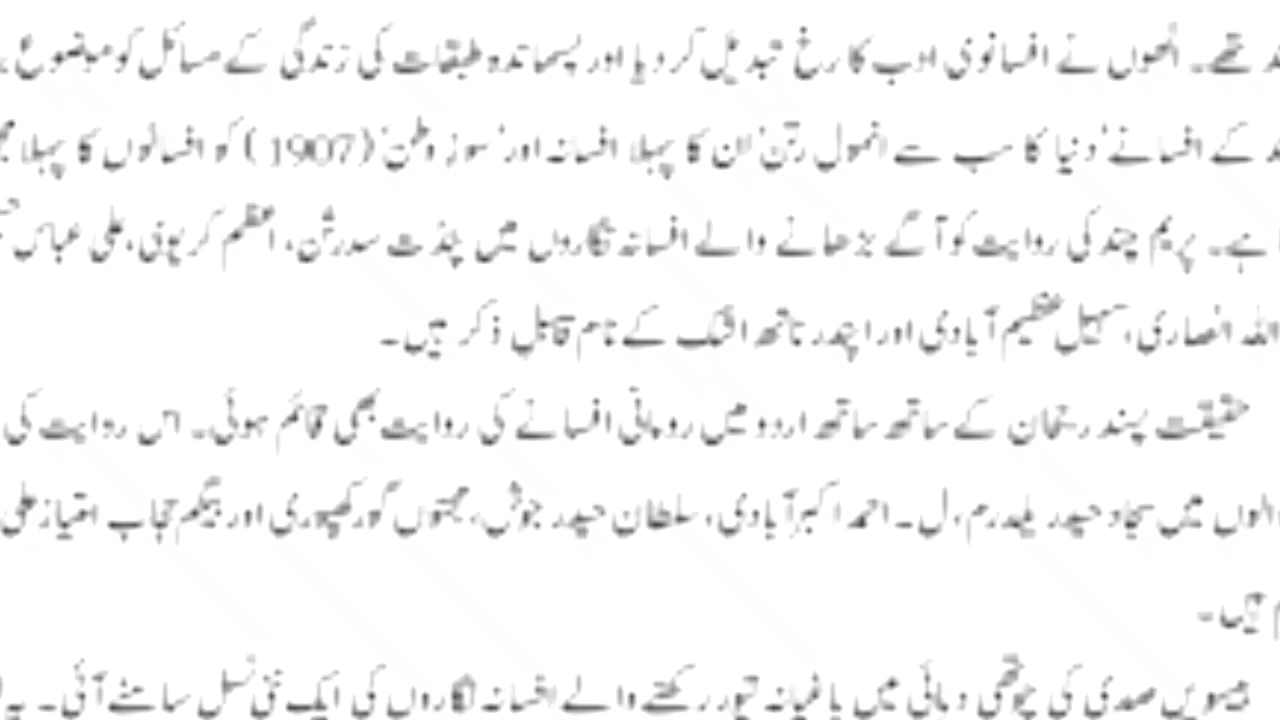 تھے۔ انھوں نے افسانوی ادب کا رخ تبدیل کر دیا اور پسماندہ طبقات کی زندگی کے مسائل کو موضوع
کے افسانے 'دنیا کا سب سے انمول رتن' ان کا پہلا افسانہ اور 'سوزِ وطن' (1907) کو افسانوں کا پہلا
ہے۔ پریم چند کی روایت کو آگے بڑھانے والے افسانہ نگاروں میں پنڈت سدرشن، اعظم کریوی، علی عباس
اللہ انصاری، سہیل عظیم آبادی اور اپندر ناتھ اشک کے نام قابل ذکر ہیں۔
حقیقت پسند رجحان کے ساتھ ساتھ اردو میں رومانی افسانے کی روایت بھی قائم ہوئی۔ اس روایت کی
میں سجاد حیدر یلدرم، ل۔ احمد اکبرآبادی، سلطان حیدر جوش، مجنوں گورکھپوری اور بیگم حجاب امتیاز علی
ہیں۔
بیسویں صدی کی چوتھی دہائی میں باغیانہ تیور رکھنے والے افسانہ نگاروں کی ایک نئی نسل سامنے آئی۔